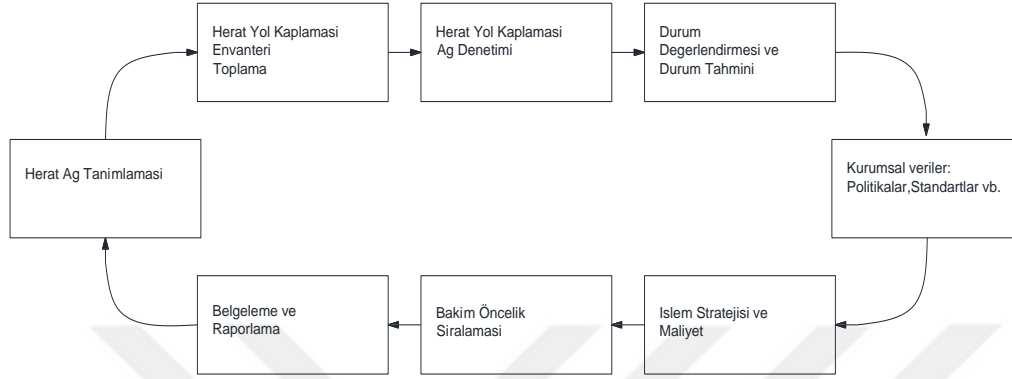 Herat Yol Kaplamasi
Envanteri
Toplama
Herat Yol Kaplamasi
Ag Denetimi
Durum
Degerlendirmesi ve
Durum Tahmini
Herat Ag Tanimlamasi
Kurumsal veriler:
Politikalar,Standartlar vb.
Belgeleme ve
Raporlama
Bakim Öncelik
Siralamasi
Islem Stratejisi ve
Maliyet